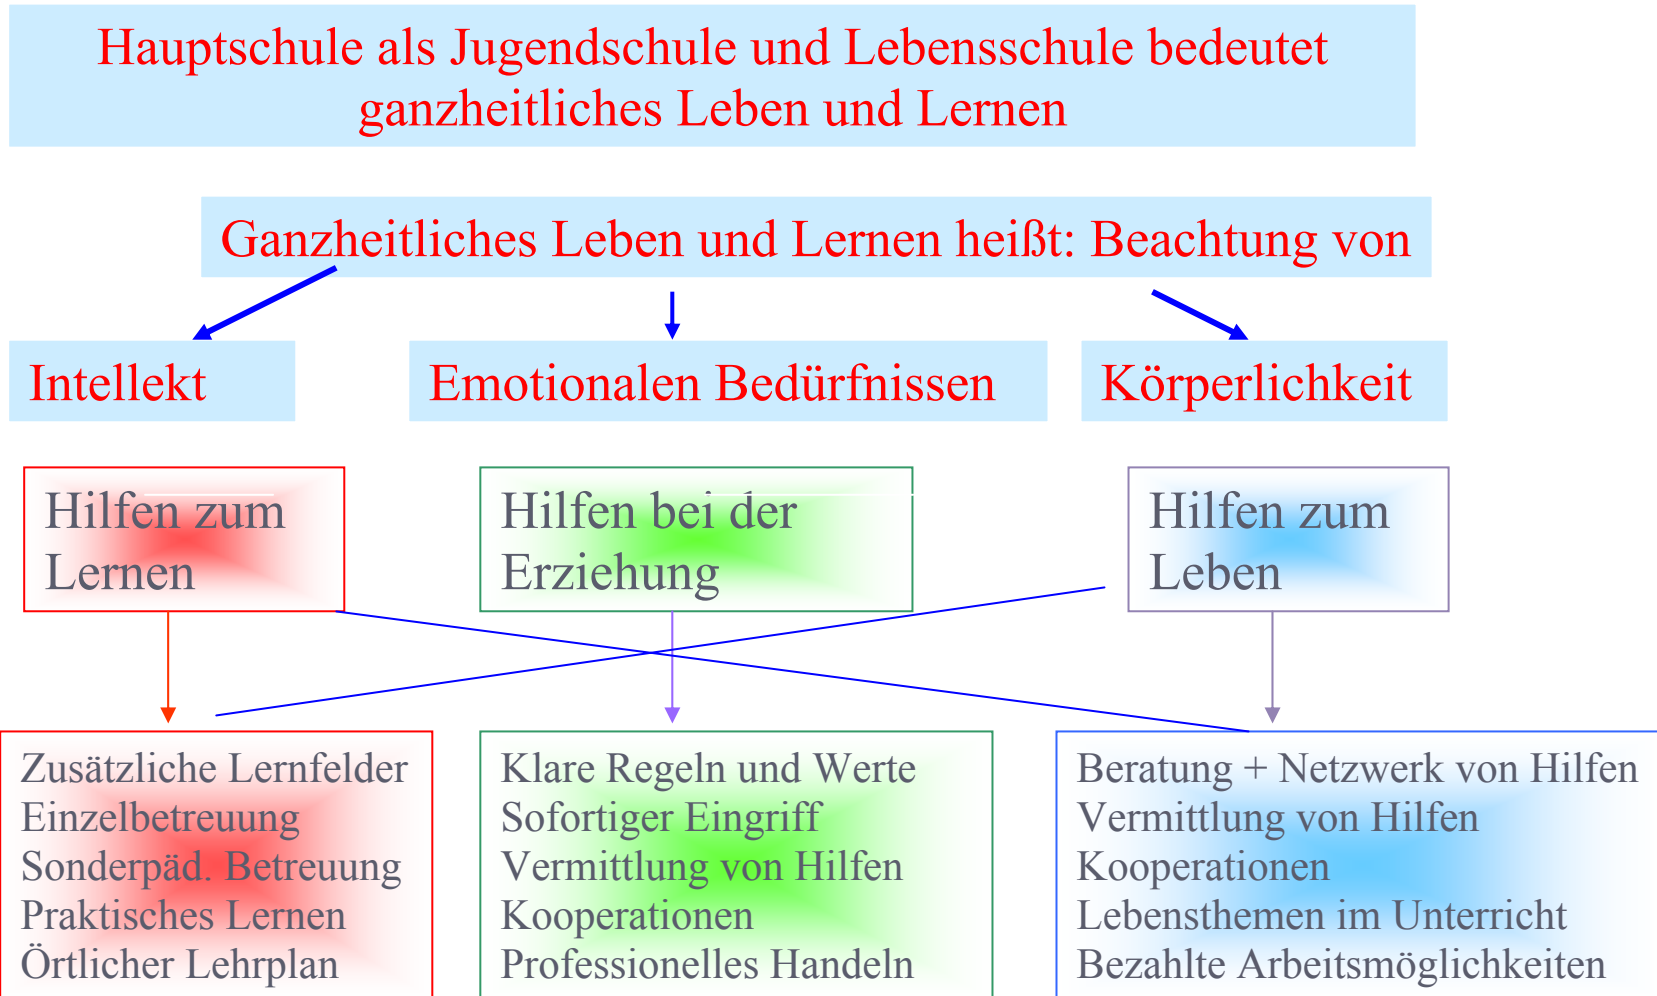 Hauptschule als Jugendschule und Lebensschule bedeutet
ganzheitliches Leben und Lernen
Ganzheitliches Leben und Lernen heißt: Beachtung von
Intellekt
Emotionalen Bedürfnissen
Körperlichkeit
Hilfen zum
Lernen
Hilfen bei der
Erziehung
Hilfen zum
Leben
Zusätzliche Lernfelder
Einzelbetreuung
Sonderpäd. Betreuung
Praktisches Lernen
Örtlicher Lehrplan
Klare Regeln und Werte
Sofortiger Eingriff
Vermittlung von Hilfen
Kooperationen
Professionelles Handeln
Beratung + Netzwerk von Hilfen
Vermittlung von Hilfen
Kooperationen
Lebensthemen im Unterricht
Bezahlte Arbeitsmöglichkeiten